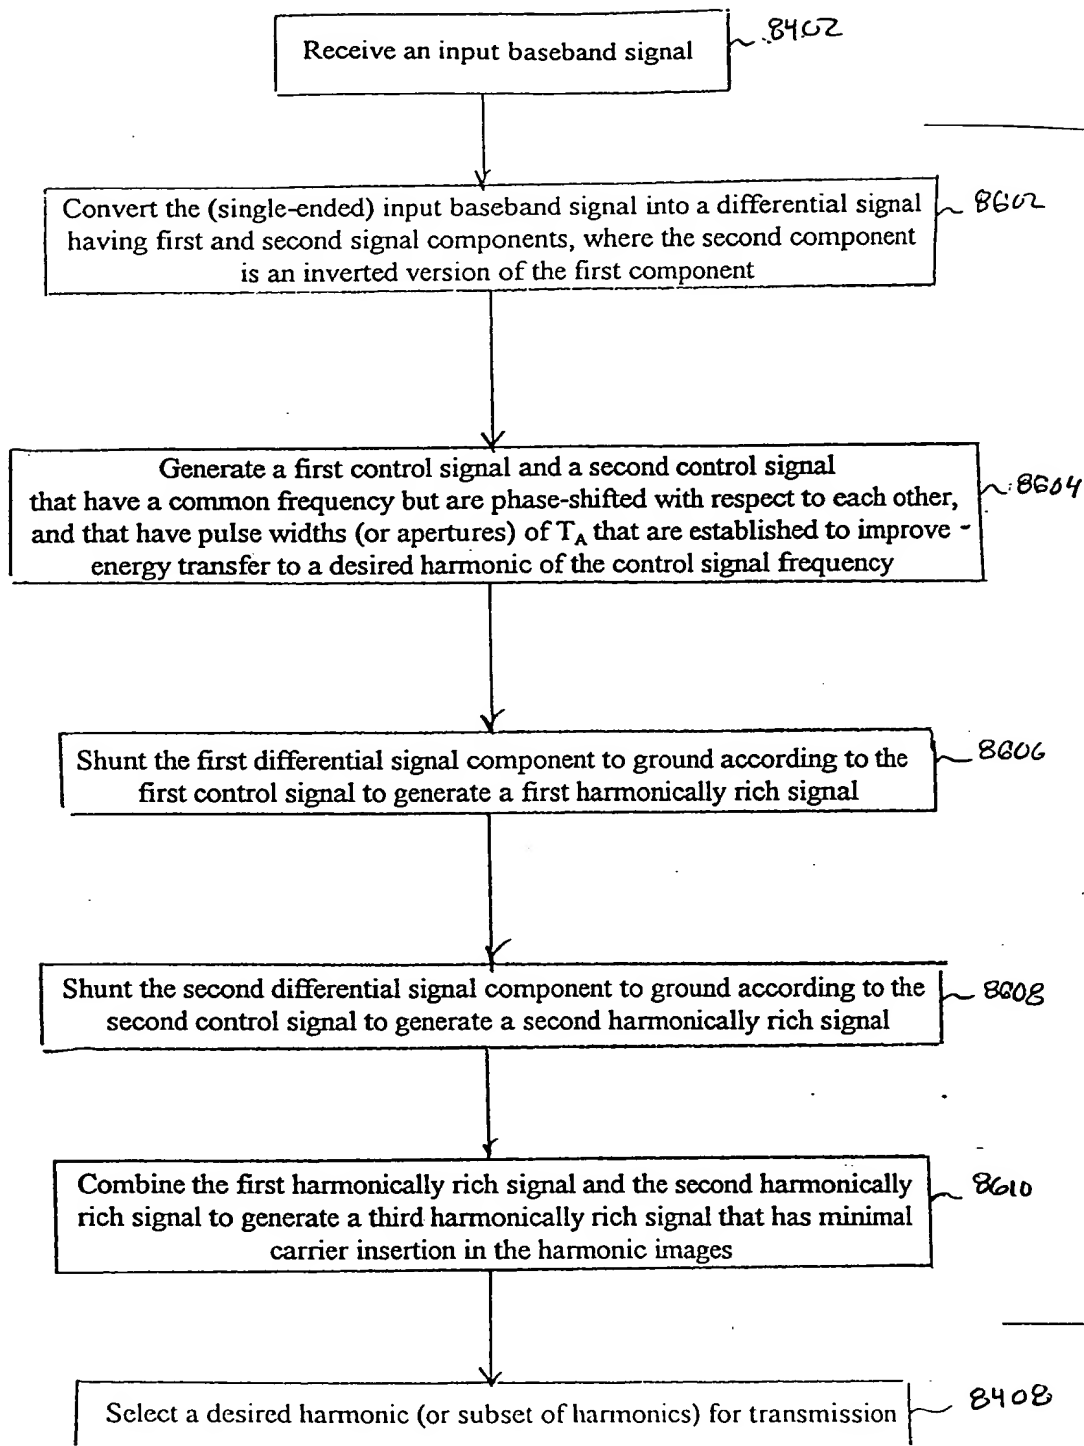 Receive an input baseband signal
8402
Convert the (single-ended) input baseband signal into a differential signal
having first and second signal components, where the second component
is an inverted version of the first component
8602
Generate a first control signal and a second control signal
that have a common frequency but are phase-shifted with respect to each other,
and that have pulse widths (or apertures) of T_A that are established to improve -
energy transfer to a desired harmonic of the control signal frequency
8604
Shunt the first differential signal component to ground according to the
first control signal to generate a first harmonically rich signal
8606
Shunt the second differential signal component to ground according to the
second control signal to generate a second harmonically rich signal
8608
Combine the first harmonically rich signal and the second harmonically
rich signal to generate a third harmonically rich signal that has minimal
carrier insertion in the harmonic images
8610
Select a desired harmonic (or subset of harmonics) for transmission
8408